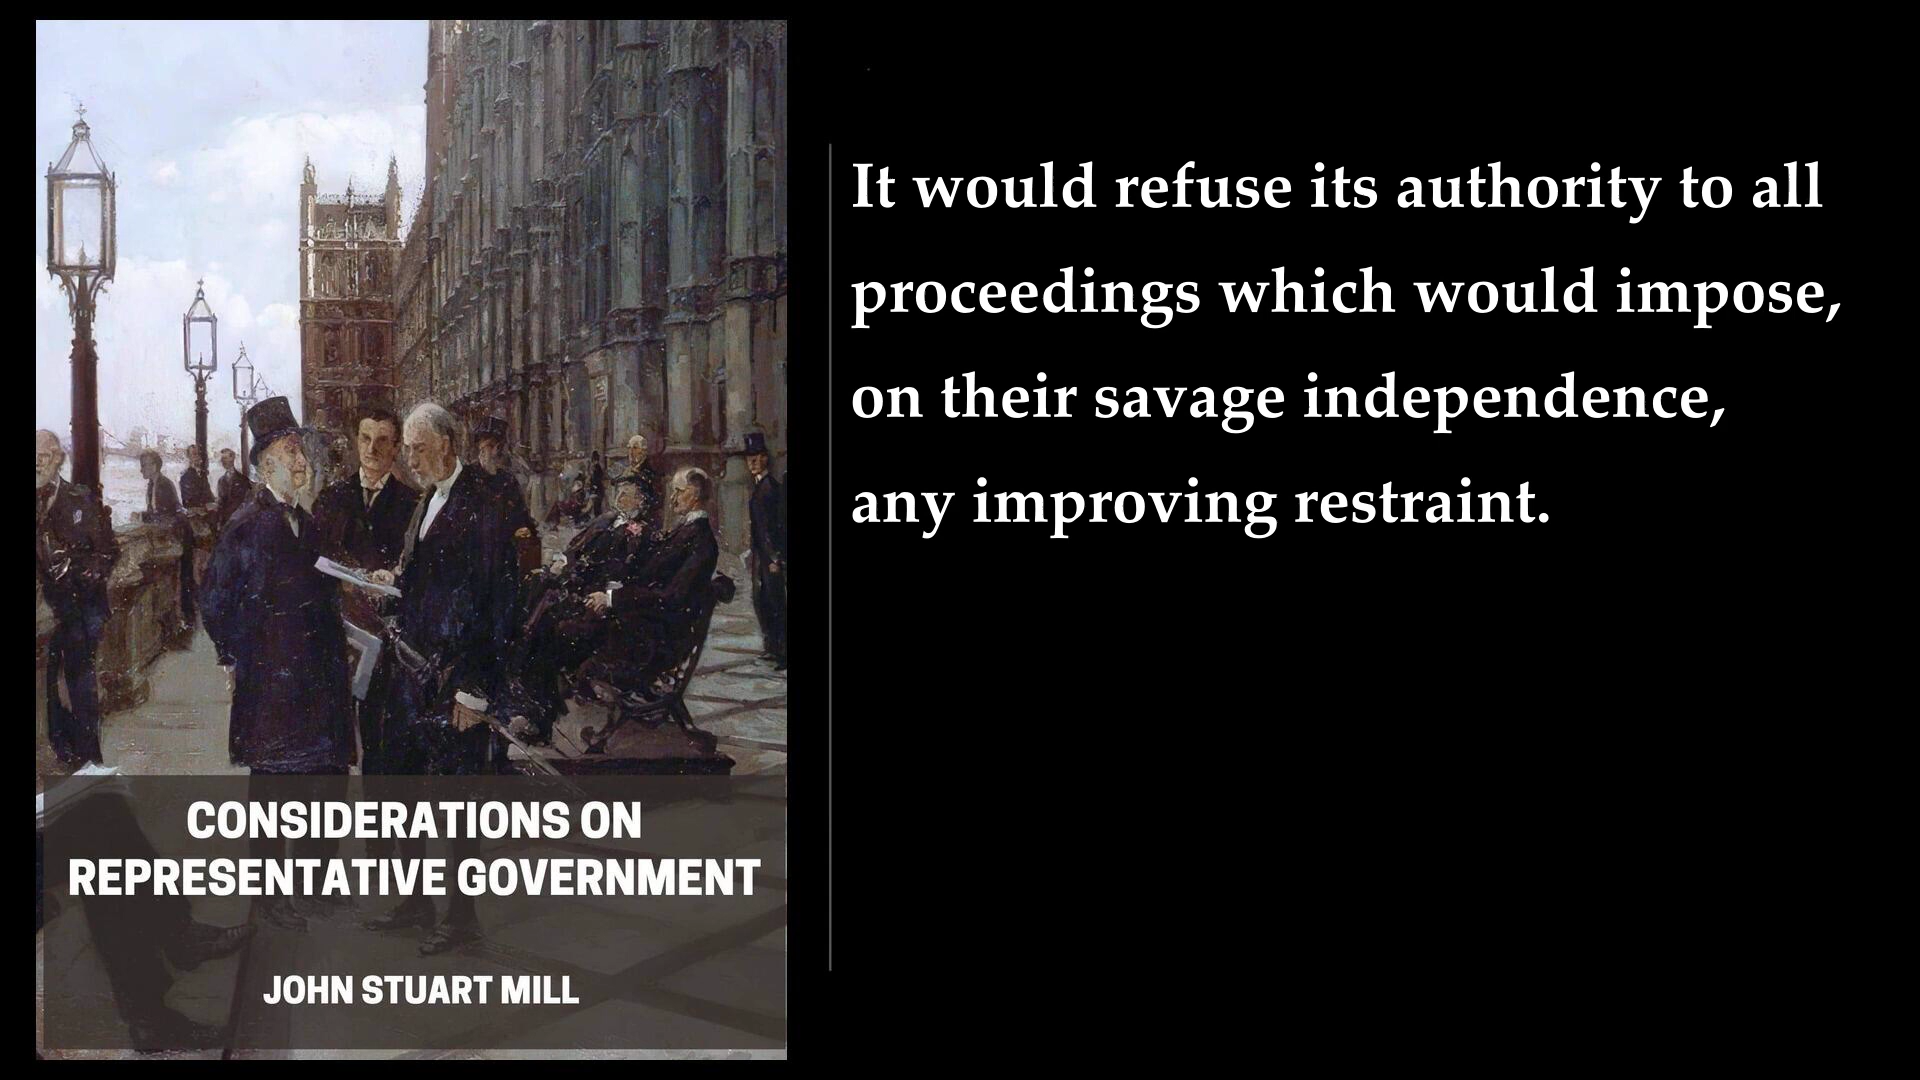 It would refuse its authority to all
proceedings which would impose,
on their savage independence,
any improving restraint.
CONSIDERATIONS ON
REPRESENTATIVE GOVERNMENT
JOHN STUART MILL